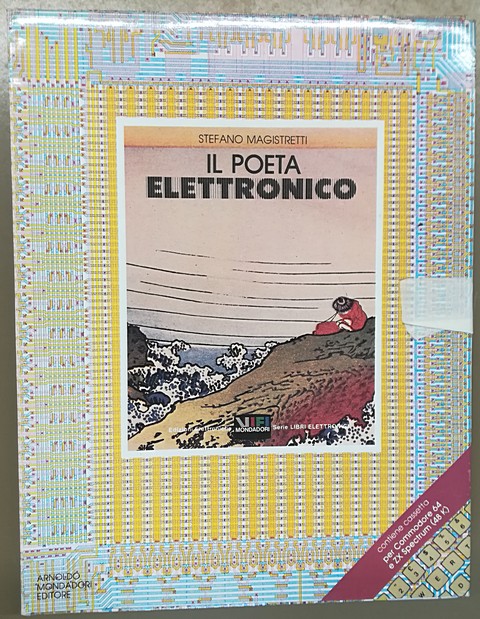 STEFANO MAGISTRETTI
IL POETA
ELETTRONICO
MONDADORI
Serie LIBRI ELETTRONICI
contiene cassetta
per Commodore 64
e ZX Spectrum (48 K)
ARNOLDO
MONDADORI
EDITORE